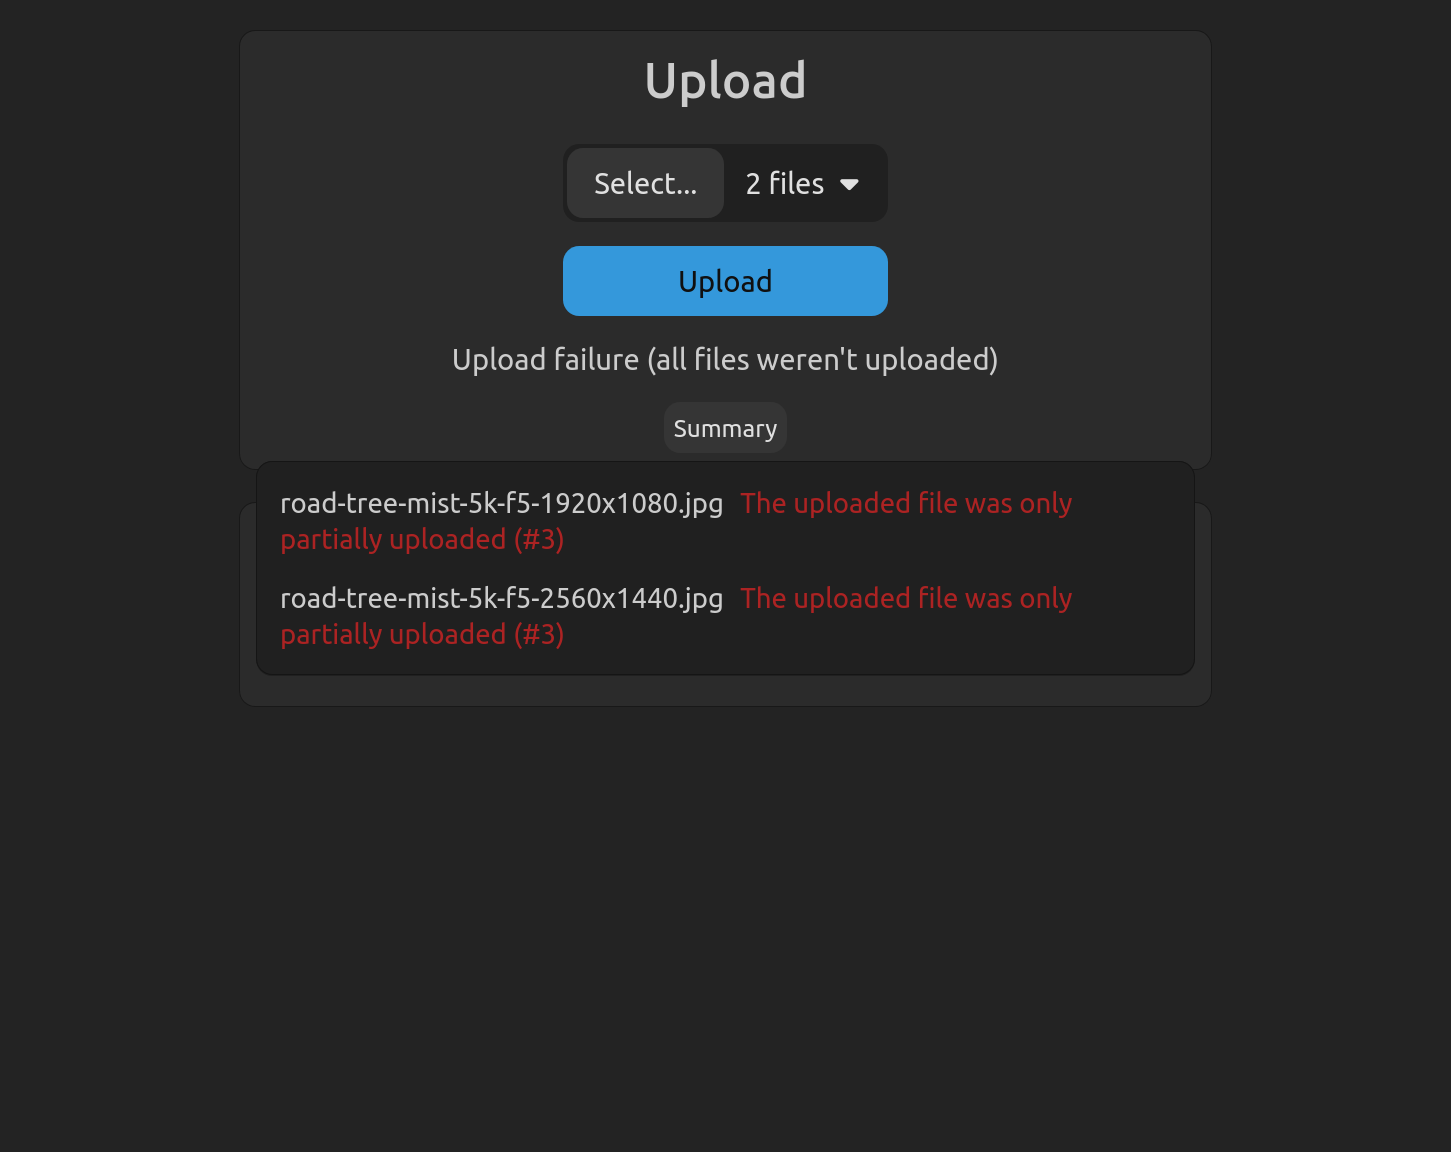 Upload
Select...
2 files
Upload
Upload failure (all files weren't uploaded)
Summary
road-tree-mist-5k-f5-1920x1080.jpg The uploaded file was only
partially uploaded (#3)
road-tree-mist-5k-f5-2560x1440.jpg The uploaded file was only
partially uploaded (#3)